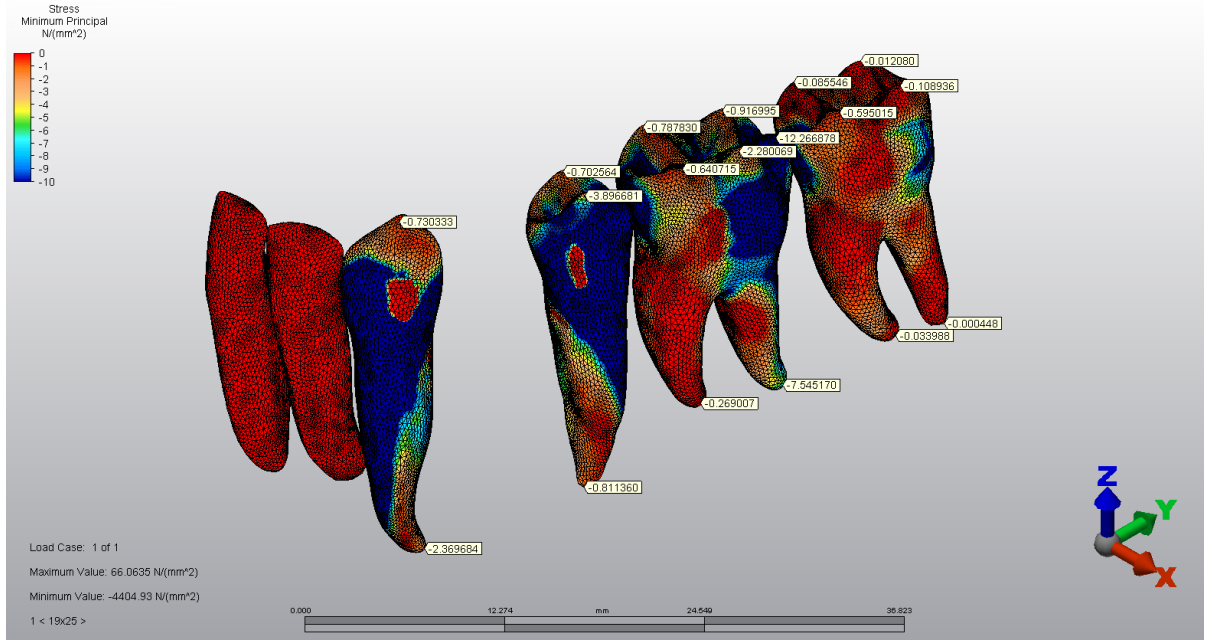 Stress
Minimum Principal
N/(mm^2)
0
-1
-2
-3
-4
-5
-6
-7
-8
-9
-10
-0.012080
-0.085546
-0.108936
-0.916995
-0.595015
-0.787830
-12.266878
-2.280069
-0.640715
-0.702564
-3.896681
-0.730333
-0.000448
-0.033988
-7.545170
-0.269007
-0.811360
-2.369684
Z
Y
X
Load Case: 1 of 1
Maximum Value: 66.0635 N/(mm^2)
Minimum Value: -4404.93 N/(mm^2)
0.000 12.274 mm 24.549 36.823
1 < 19x25 >